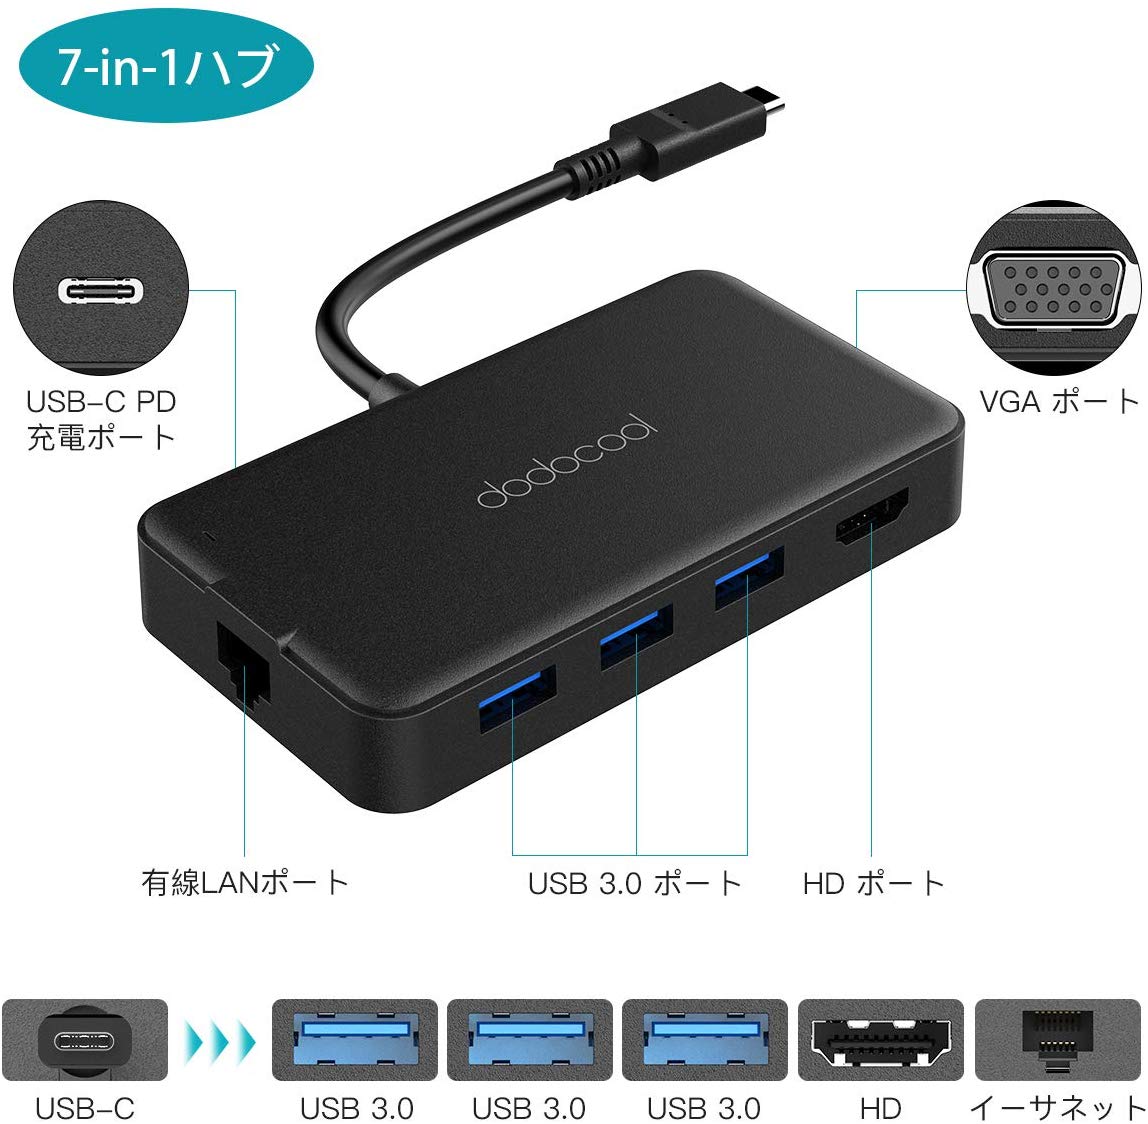 7-in-1ハブ
USB-C PD
充電ポート
VGA ポート
dodocool
有線LANポート
USB 3.0 ポート
HD ポート
USB-C
USB 3.0
USB 3.0
USB 3.0
HD
イーサネット